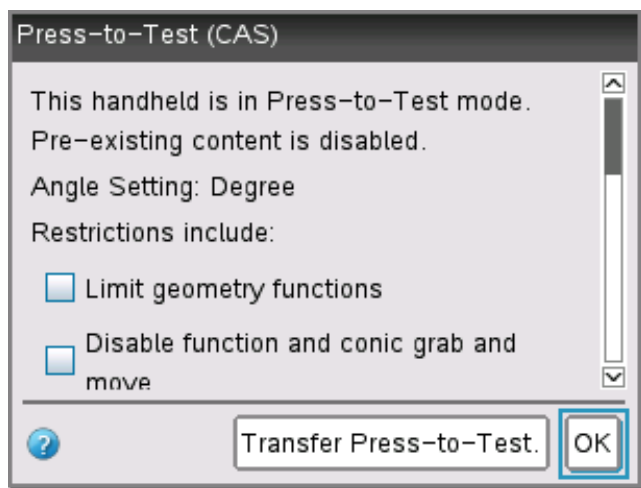 Press-to-Test (CAS)
This handheld is in Press-to-Test mode.
Pre-existing content is disabled.
Angle Setting: Degree
Restrictions include:
Limit geometry functions
Disable function and conic grab and
move
?
Transfer Press-to-Test.
OK